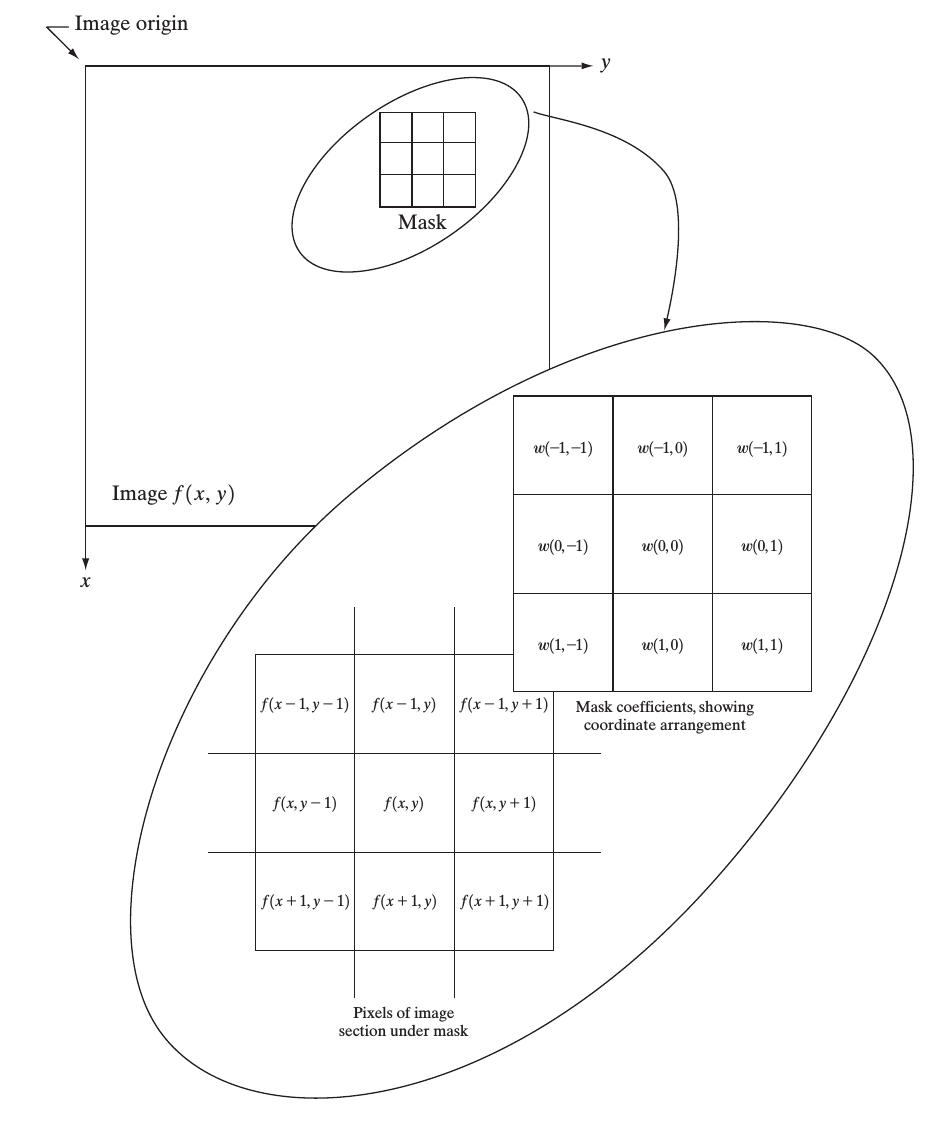 Image origin
y
Mask
w(−1,−1) w(−1,0) w(−1,1)
Image f(x, y)
w(0,−1) w(0,0) w(0,1)
x
w(1,−1) w(1,0) w(1,1)
f(x−1,y−1) f(x−1,y) f(x−1,y+1)
Mask coefficients, showing
coordinate arrangement
f(x,y−1) f(x,y) f(x,y+1)
f(x+1,y−1) f(x+1,y) f(x+1,y+1)
Pixels of image
section under mask